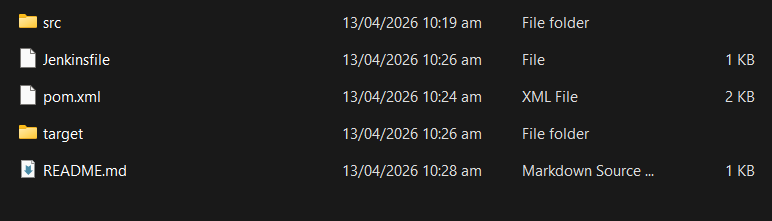 src 13/04/2026 10:19 am File folder
Jenkinsfile 13/04/2026 10:26 am File 1 KB
pom.xml 13/04/2026 10:24 am XML File 2 KB
target 13/04/2026 10:26 am File folder
README.md 13/04/2026 10:28 am Markdown Source ... 1 KB